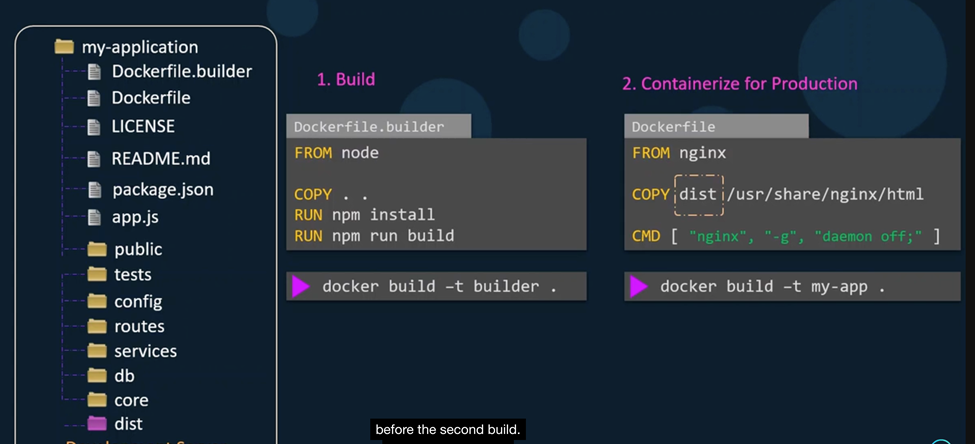 my-application
Dockerfile.builder
Dockerfile
LICENSE
README.md
package.json
app.js
public
tests
config
routes
services
db
core
dist
1. Build
Dockerfile.builder
FROM node
COPY . .
RUN npm install
RUN npm run build
docker build –t builder .
2. Containerize for Production
Dockerfile
FROM nginx
COPY dist /usr/share/nginx/html
CMD [ "nginx", "-g", "daemon off;" ]
docker build –t my-app .
before the second build.